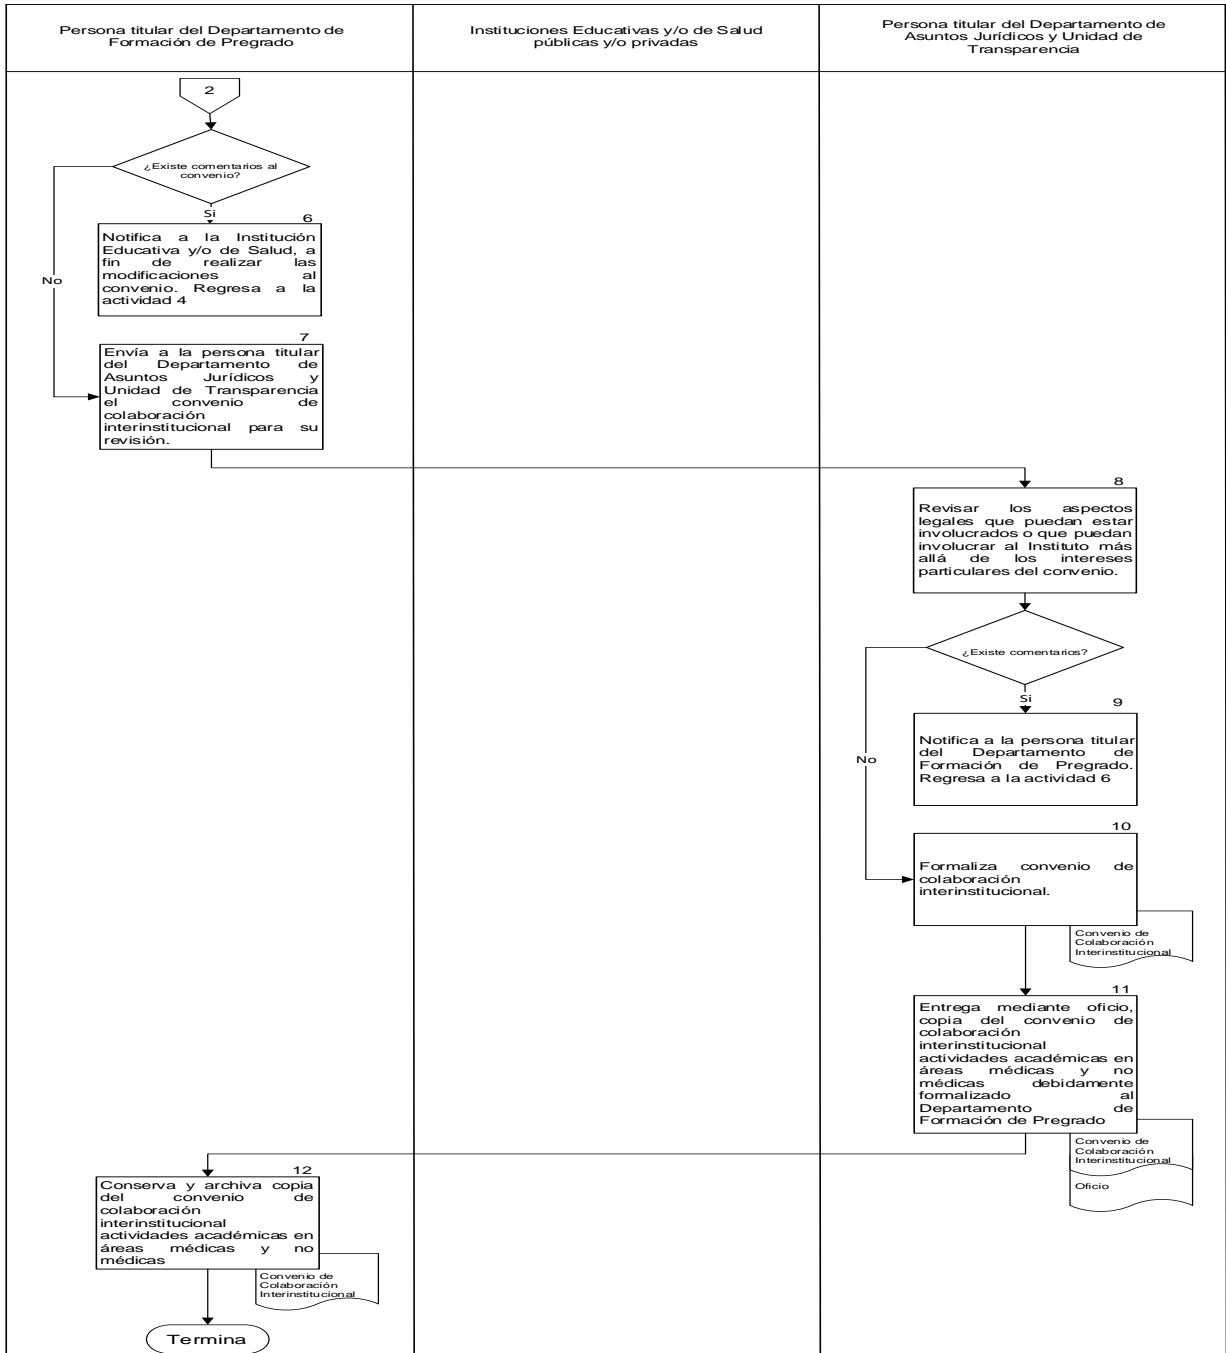 Persona titular del Departamento de
Formación de Pregrado
Instituciones Educativas y/o de Salud
públicas y/o privadas
Persona titular del Departamento de
Asuntos Jurídicos y Unidad de
Transparencia
2
¿Existe comentarios al
convenio?
Si
No
6
Notifica a la Institución
Educativa y/o de Salud, a
fin de realizar las
modificaciones al
convenio. Regresa a la
actividad 4
7
Envía a la persona titular
del Departamento de
Asuntos Jurídicos y
Unidad de Transparencia
el convenio de
colaboración
interinstitucional para su
revisión.
8
Revisar los aspectos
legales que puedan estar
involucrados o que puedan
involucrar al Instituto más
allá de los intereses
particulares del convenio.
¿Existe comentarios?
Si
No
9
Notifica a la persona titular
del Departamento de
Formación de Pregrado.
Regresa a la actividad 6
10
Formaliza convenio de
colaboración
interinstitucional.
Convenio de
Colaboración
Interinstitucional
11
Entrega mediante oficio,
copia del convenio de
colaboración
interinstitucional
actividades académicas en
áreas médicas y no
médicas debidamente
formalizado al
Departamento de
Formación de Pregrado
Convenio de
Colaboración
Interinstitucional
Oficio
12
Conserva y archiva copia
del convenio de
colaboración
interinstitucional
actividades académicas en
áreas médicas y no
médicas
Convenio de
Colaboración
Interinstitucional
Termina